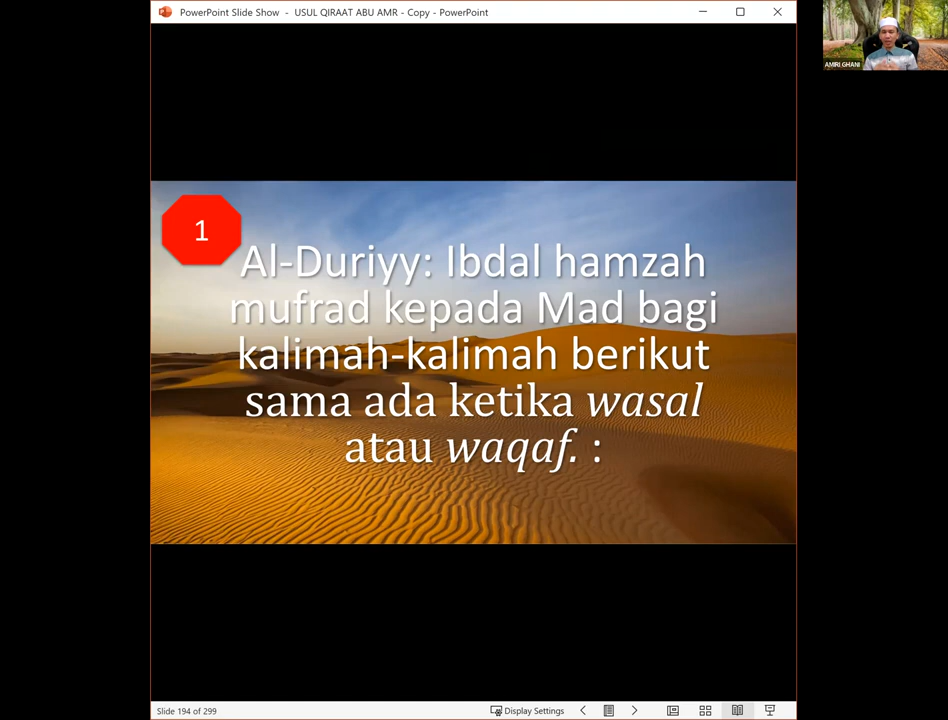 PowerPoint Slide Show - USUL QIRAAT ABU AMR - Copy - PowerPoint
AMIRI GHANI
1
Al-Duriyy: Ibdal hamzah
mufrad kepada Mad bagi
kalimah-kalimah berikut
sama ada ketika wasal
atau waqaf. :
Slide 194 of 299
Display Settings